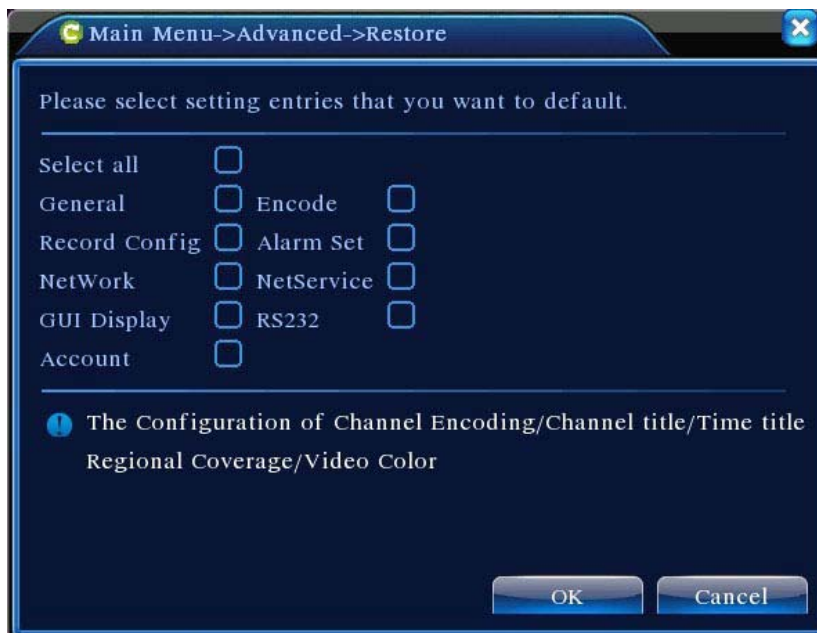 Main Menu->Advanced->Restore
Please select setting entries that you want to default.
Select all
General Encode
Record Config Alarm Set
NetWork NetService
GUI Display RS232
Account
The Configuration of Channel Encoding/Channel title/Time title
Regional Coverage/Video Color
OK Cancel